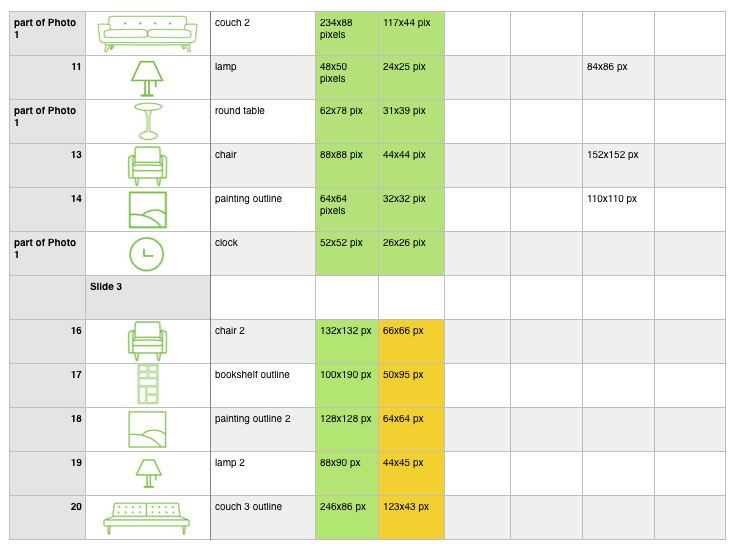 part of Photo 1 couch 2 234x88 pixels 117x44 pix
11 lamp 48x50 pixels 24x25 pix 84x86 px
part of Photo 1 round table 62x78 pix 31x39 pix
13 chair 88x88 pix 44x44 pix 152x152 px
14 painting outline 64x64 pixels 32x32 pix 110x110 px
part of Photo 1 clock 52x52 pix 26x26 pix
Slide 3
16 chair 2 132x132 px 66x66 px
17 bookshelf outline 100x190 px 50x95 px
18 painting outline 2 128x128 px 64x64 px
19 lamp 2 88x90 px 44x45 px
20 couch 3 outline 246x86 px 123x43 px